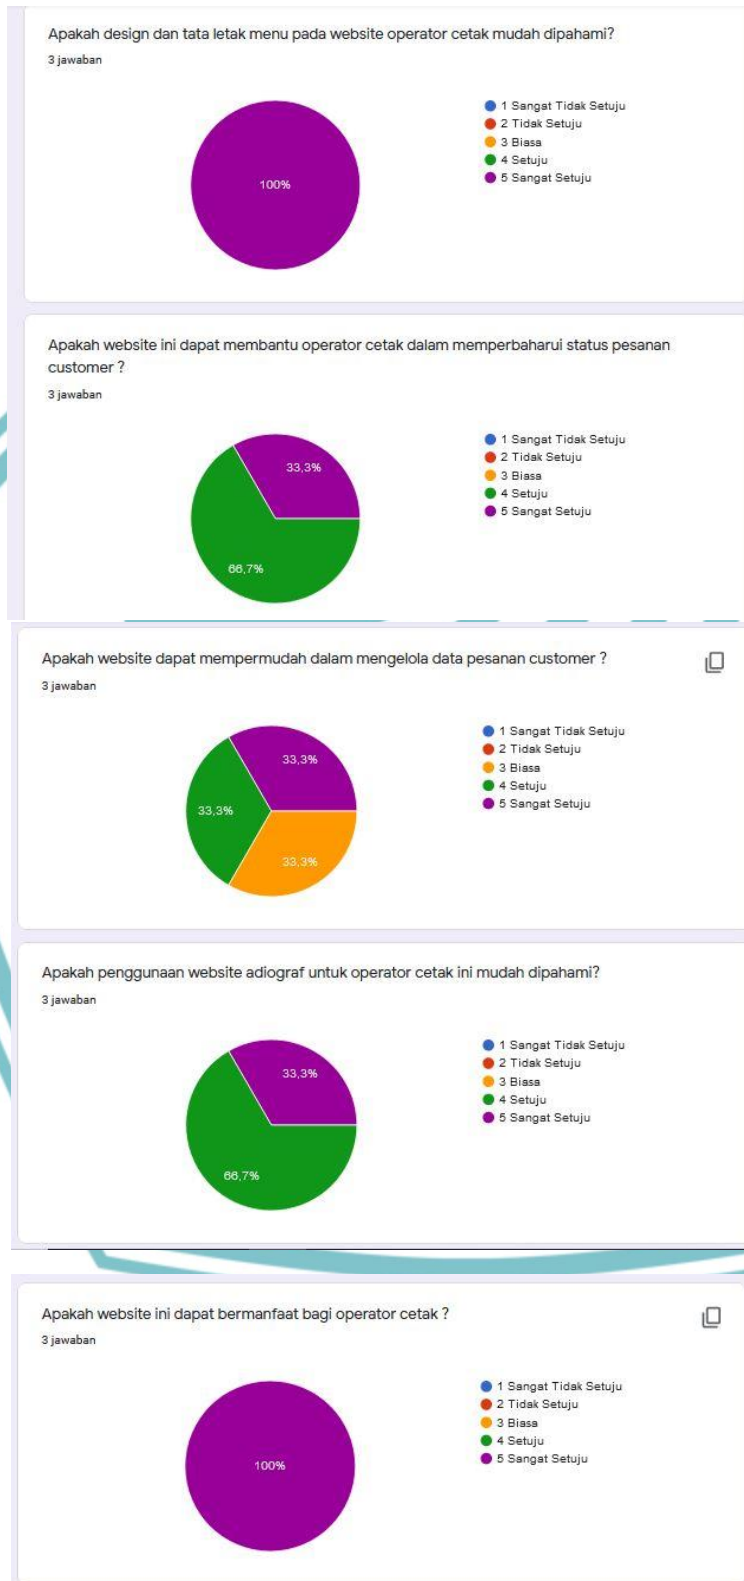 Apakah design dan tata letak menu pada website operator cetak mudah dipahami?
3 jawaban
100%
1 Sangat Tidak Setuju
2 Tidak Setuju
3 Biasa
4 Setuju
5 Sangat Setuju
Apakah website ini dapat membantu operator cetak dalam memperbaharui status pesanan
customer ?
3 jawaban
33,3%
66,7%
1 Sangat Tidak Setuju
2 Tidak Setuju
3 Biasa
4 Setuju
5 Sangat Setuju
Apakah website dapat mempermudah dalam mengelola data pesanan customer ?
3 jawaban
33,3%
33,3%
33,3%
1 Sangat Tidak Setuju
2 Tidak Setuju
3 Biasa
4 Setuju
5 Sangat Setuju
Apakah penggunaan website adiograf untuk operator cetak ini mudah dipahami?
3 jawaban
33,3%
66,7%
1 Sangat Tidak Setuju
2 Tidak Setuju
3 Biasa
4 Setuju
5 Sangat Setuju
Apakah website ini dapat bermanfaat bagi operator cetak ?
3 jawaban
100%
1 Sangat Tidak Setuju
2 Tidak Setuju
3 Biasa
4 Setuju
5 Sangat Setuju